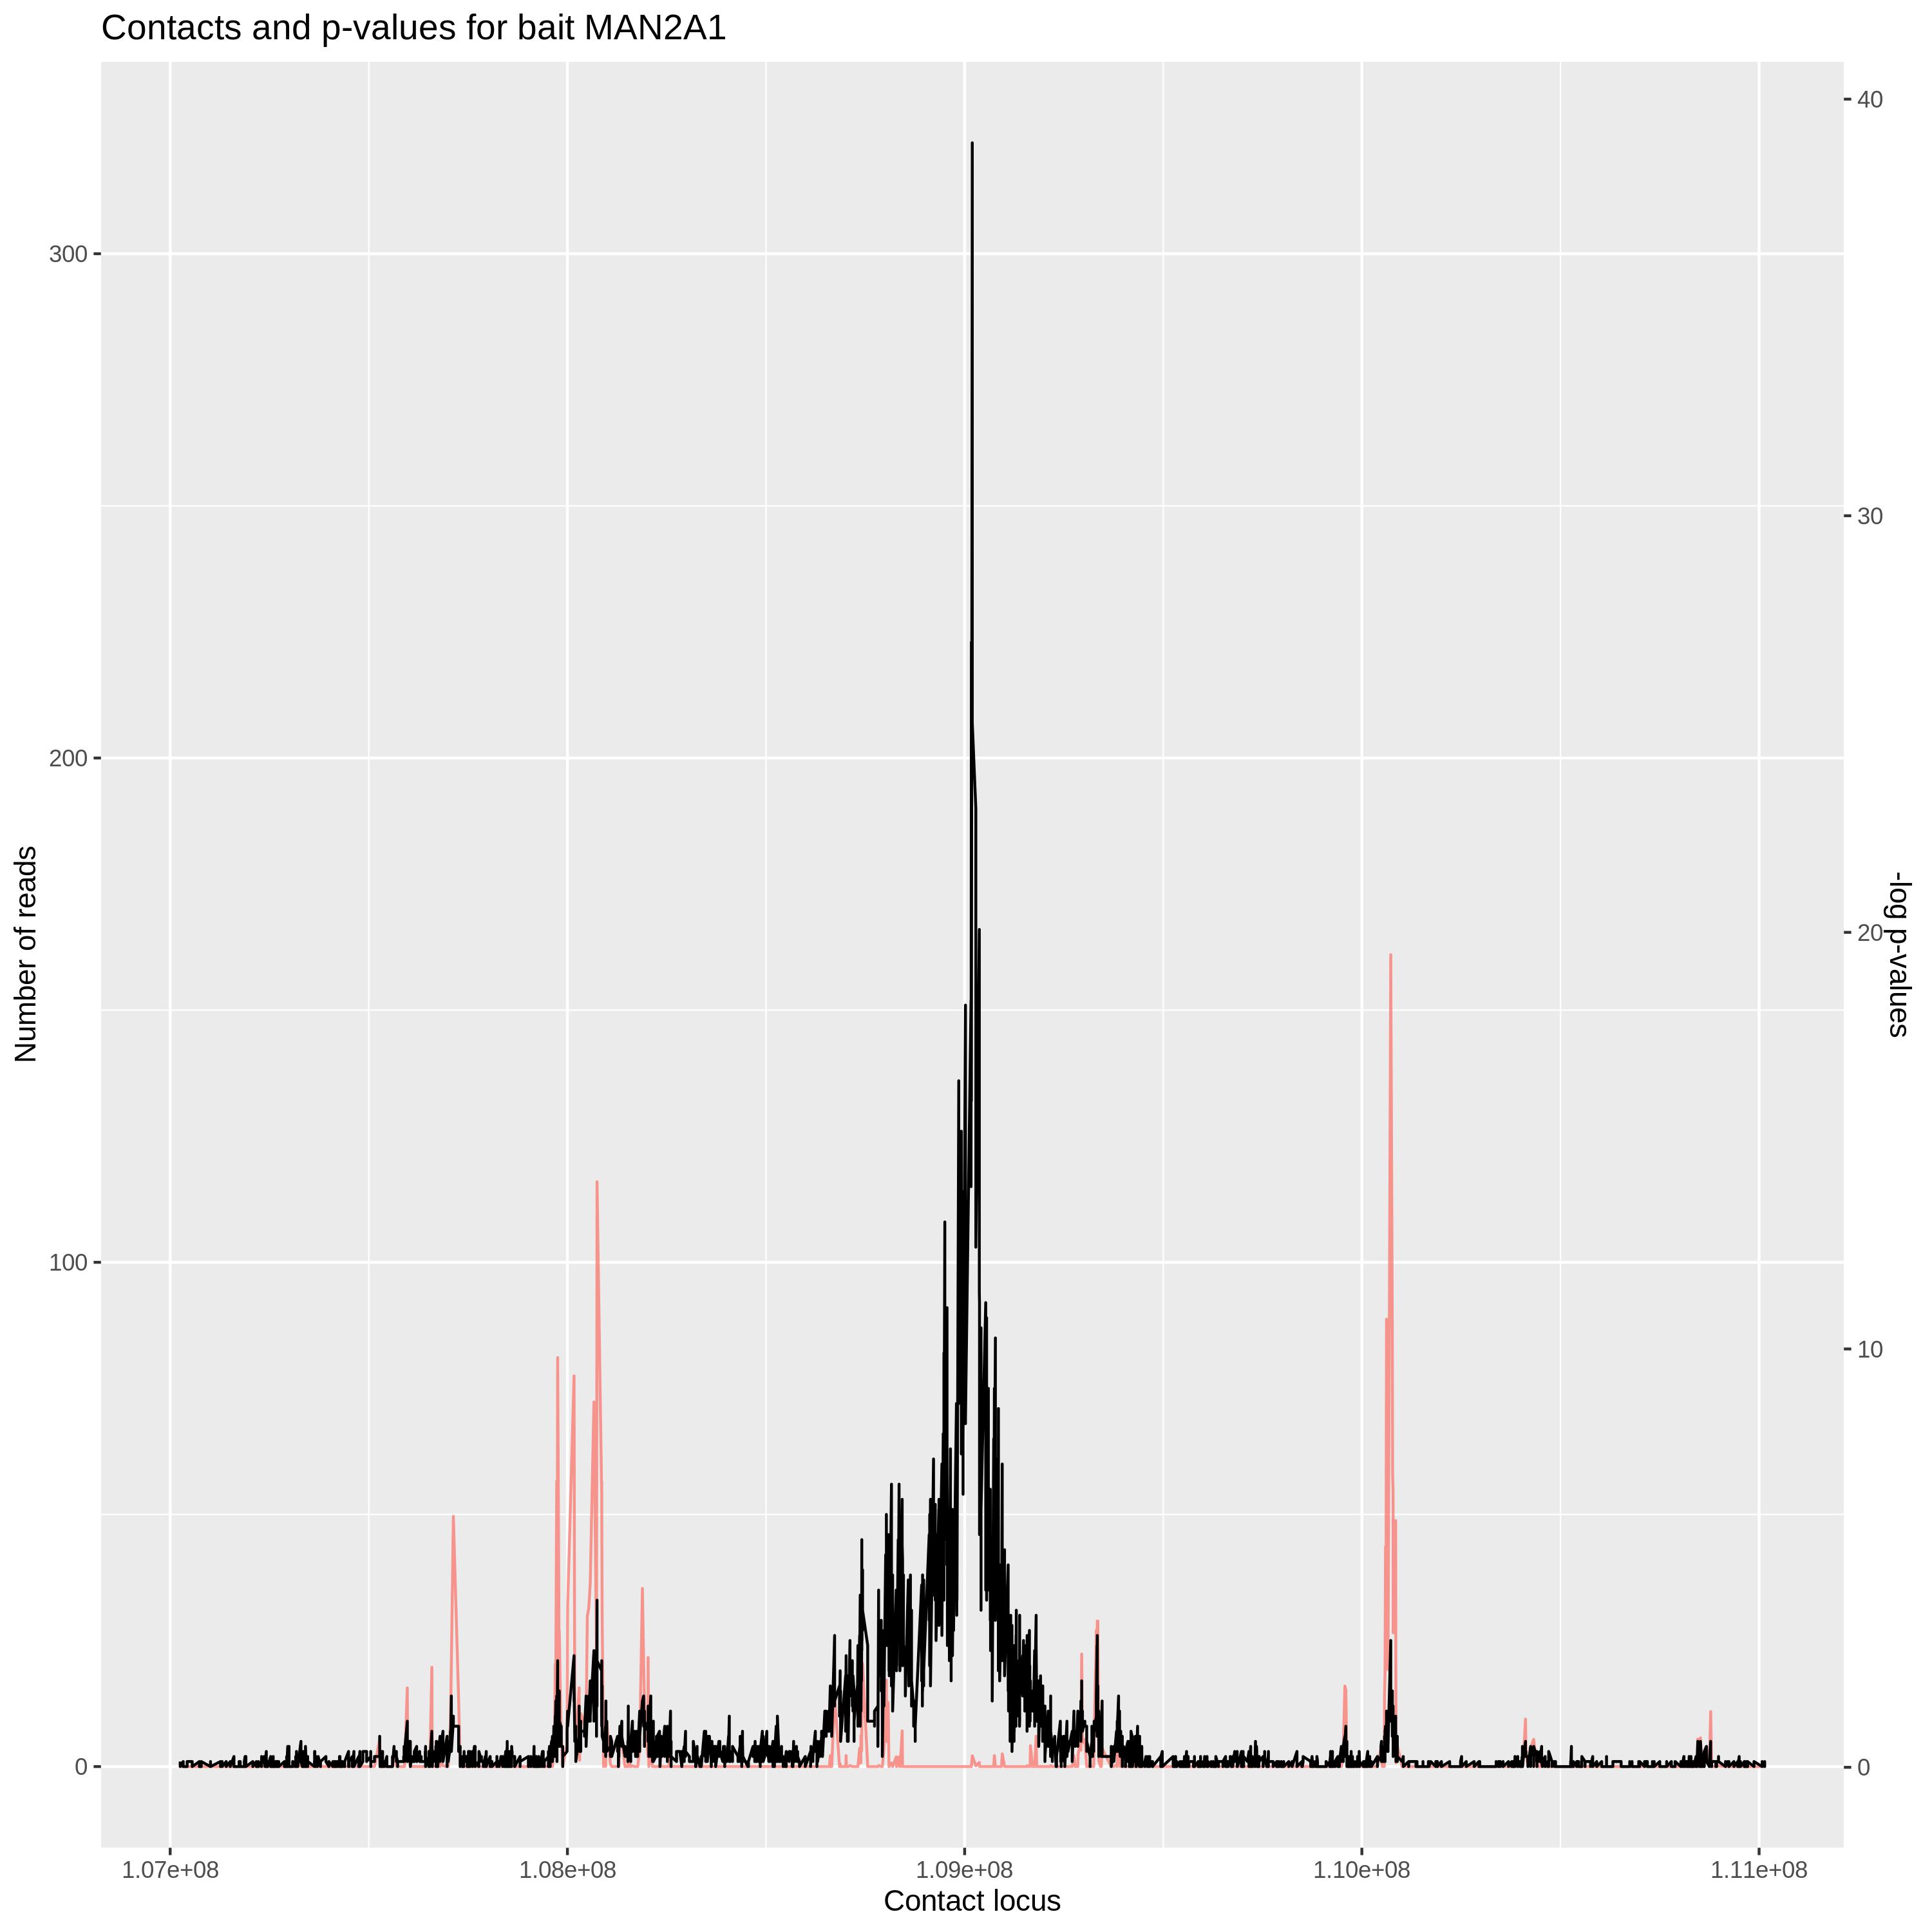 Contacts and p-values for bait MAN2A1
Number of reads
300
200
100
0
40
30
20
10
0
-log p-values
1.07e+08 1.08e+08 1.09e+08 1.10e+08 1.11e+08
Contact locus